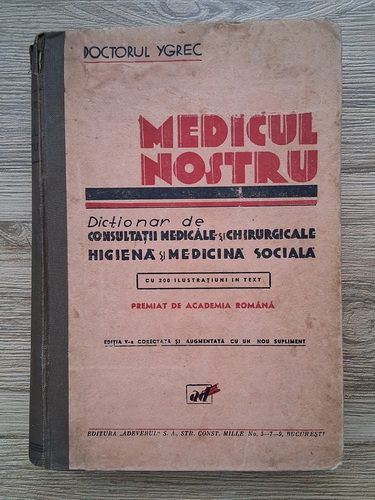 DOCTORUL YGREC
MEDICUL
NOSTRU
Dicționar de
CONSULTAȚII MEDICALE și CHIRURGICALE
HIGIENĂ și MEDICINĂ SOCIALĂ
CU 200 ILUSTRAȚIUNI IN TEXT
PREMIAT DE ACADEMIA ROMÂNĂ
EDIȚIA V-a CORECTATĂ ȘI AUGMENTATĂ CU UN NOU SUPLIMENT
ad
EDITURA „ADEVERUL” S. A., STR. CONST. MILLE No. 5-7-9, BUCUREȘTI